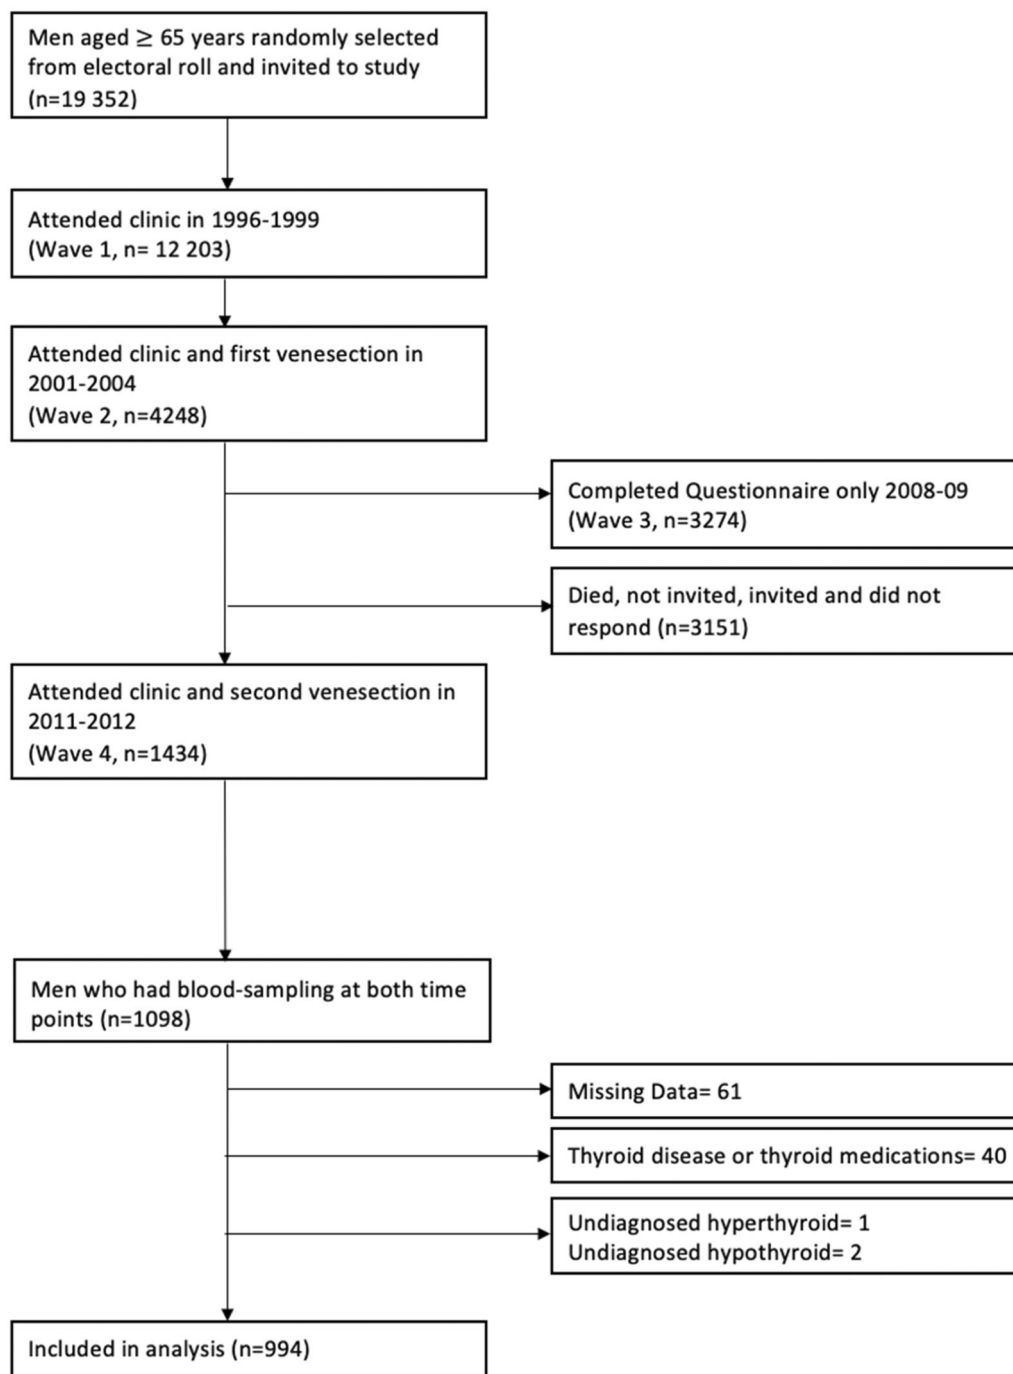 Men aged ≥ 65 years randomly selected
from electoral roll and invited to study
(n=19 352)
Attended clinic in 1996-1999
(Wave 1, n= 12 203)
Attended clinic and first venesection in
2001-2004
(Wave 2, n=4248)
Completed Questionnaire only 2008-09
(Wave 3, n=3274)
Died, not invited, invited and did not
respond (n=3151)
Attended clinic and second venesection in
2011-2012
(Wave 4, n=1434)
Men who had blood-sampling at both time
points (n=1098)
Missing Data= 61
Thyroid disease or thyroid medications= 40
Undiagnosed hyperthyroid= 1
Undiagnosed hypothyroid= 2
Included in analysis (n=994)